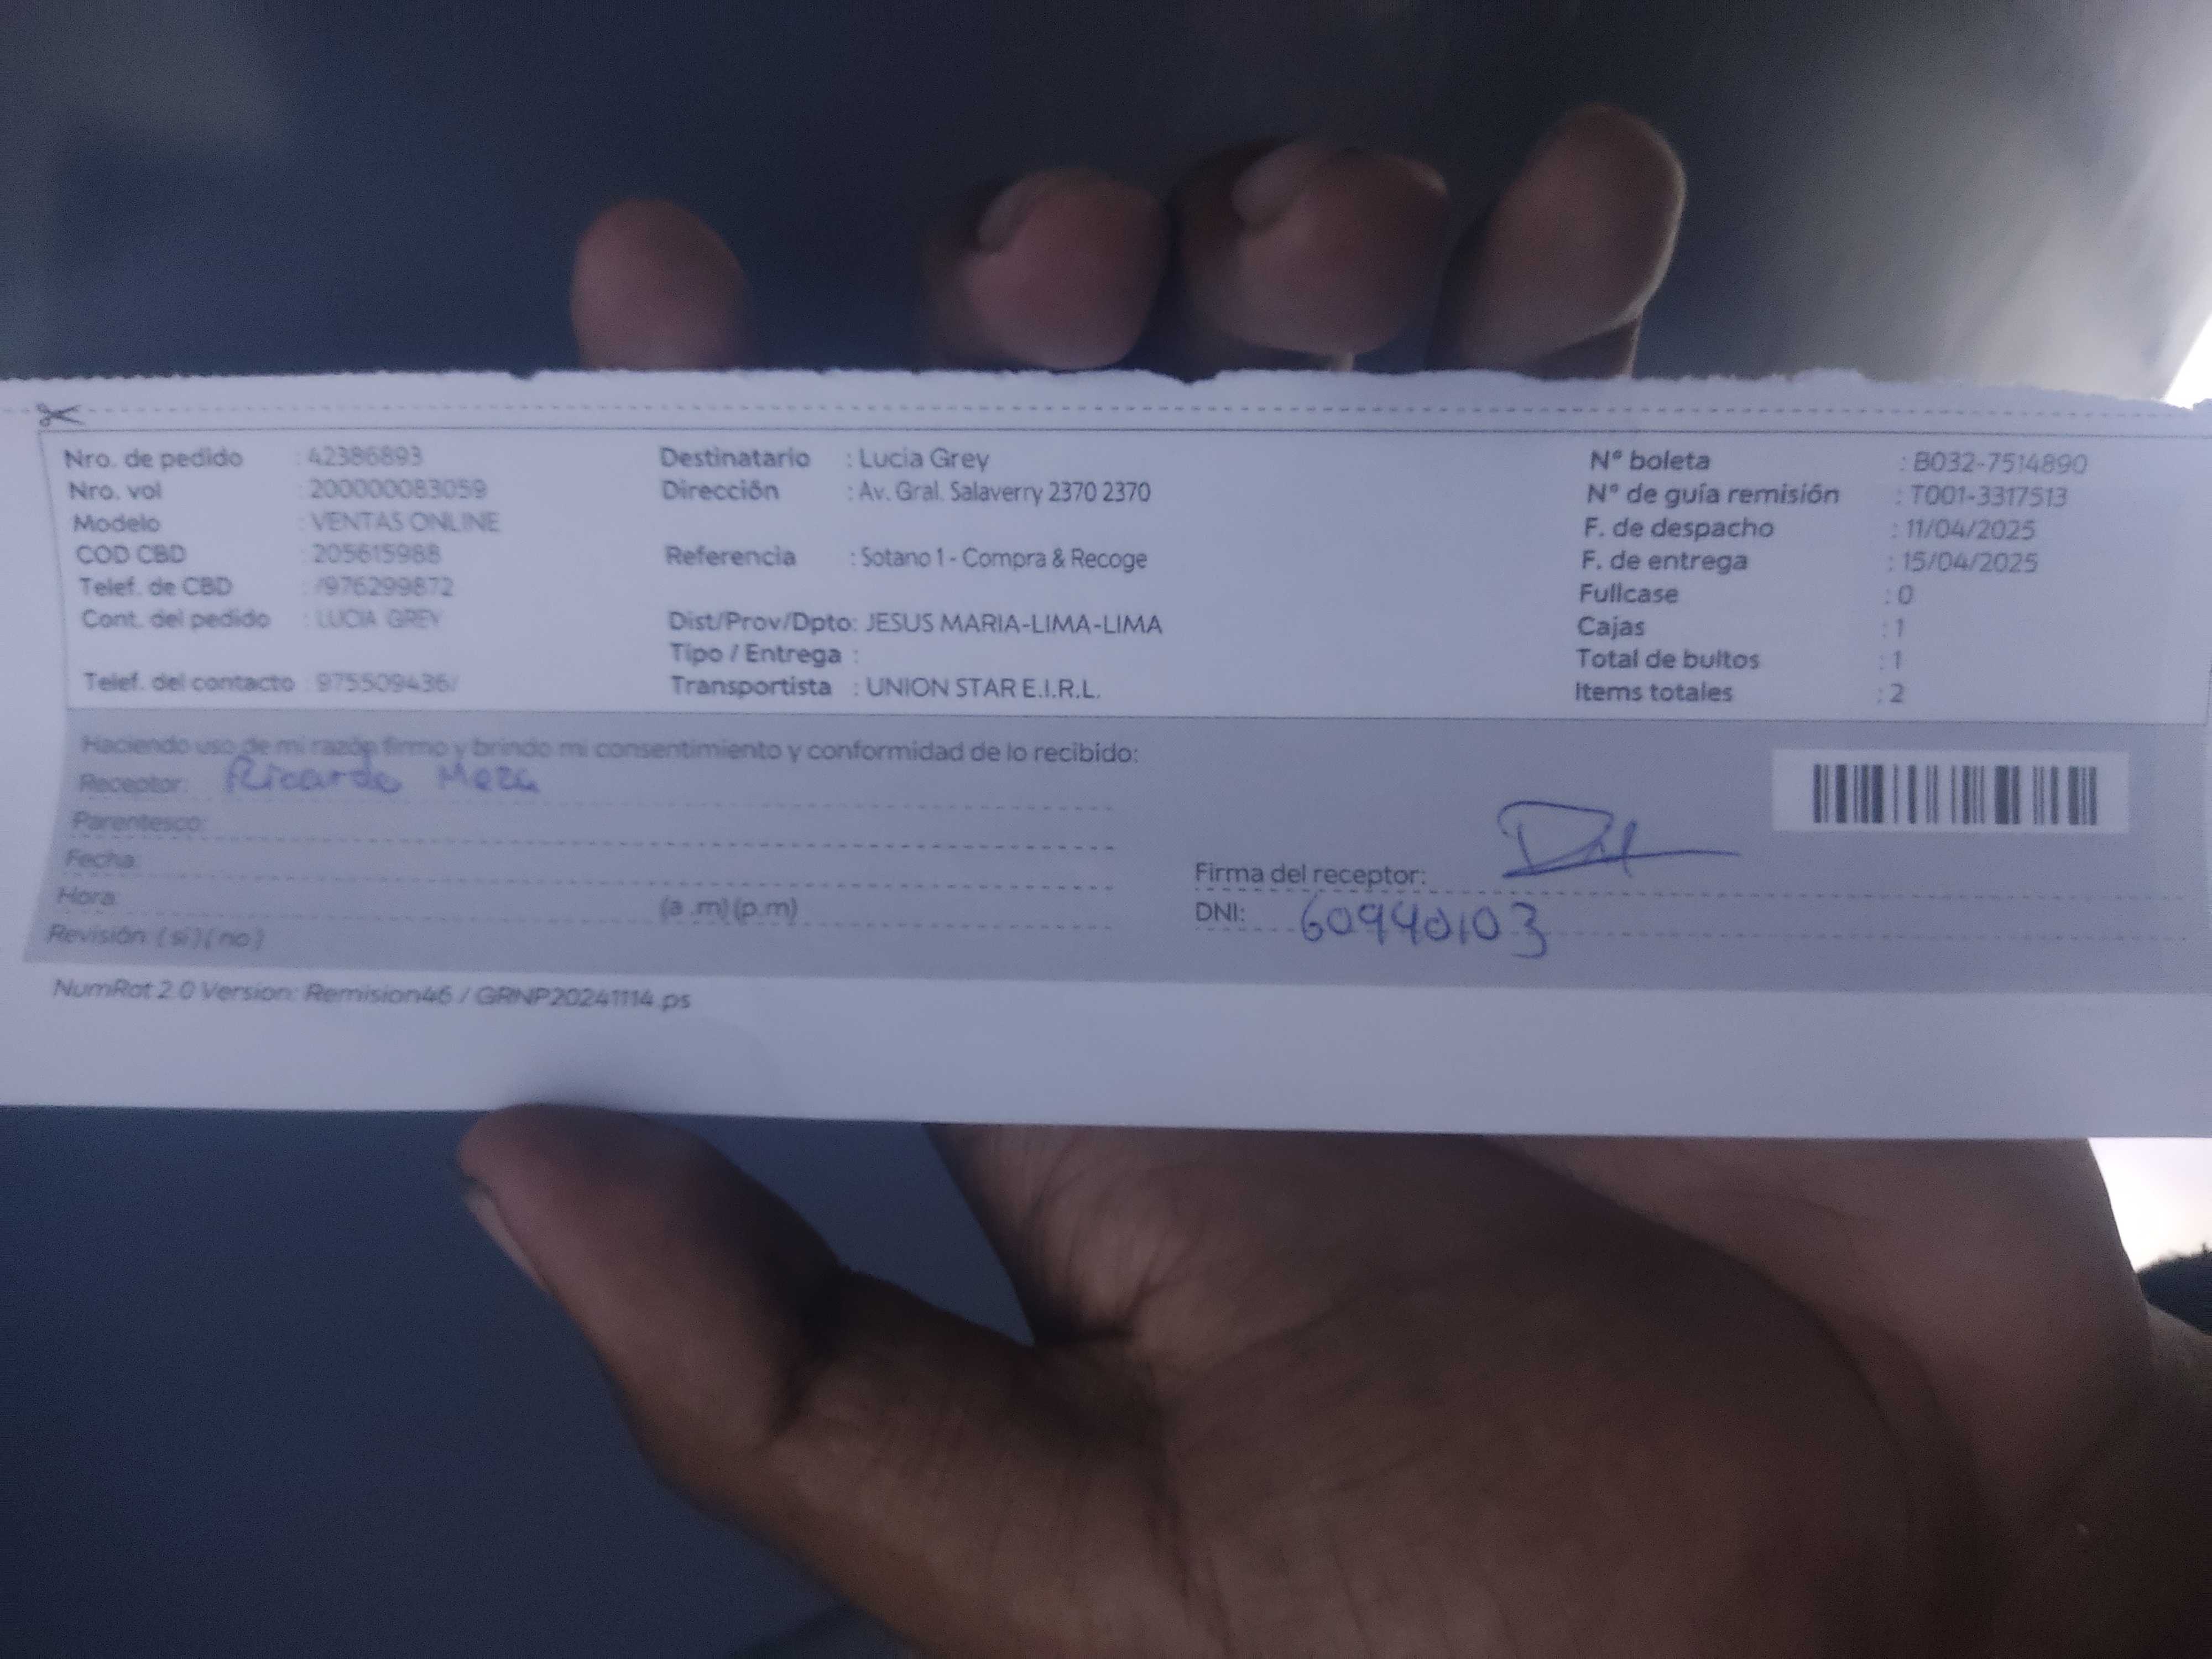 Nro. de pedido : 42386893
Nro. vol : 200000083059
Modelo : VENTAS ONLINE
COD CBD : 205615988
Telef. de CBD : /976299872
Cont. del pedido : LUCIA GREY
Telef. del contacto : 975509436/
Destinatario : Lucia Grey
Dirección : Av. Gral. Salaverry 2370 2370
Referencia : Sotano 1 - Compra & Recoge
Dist/Prov/Dpto: JESUS MARIA-LIMA-LIMA
Tipo / Entrega :
Transportista : UNION STAR E.I.R.L.
N° boleta : B032-7514890
N° de guía remisión : T001-3317513
F. de despacho : 11/04/2025
F. de entrega : 15/04/2025
Fullcase : 0
Cajas : 1
Total de bultos : 1
Items totales : 2
Haciendo uso de mi razón firmo y brindo mi consentimiento y conformidad de lo recibido:
Receptor: Ricardo Meza
Parentesco:
Fecha:
Hora: (a .m) (p.m)
Revisión: ( si ) ( no )
Firma del receptor:
DNI: 60940103
NumRot 2.0 Version: Remision46 / GRNP20241114.ps